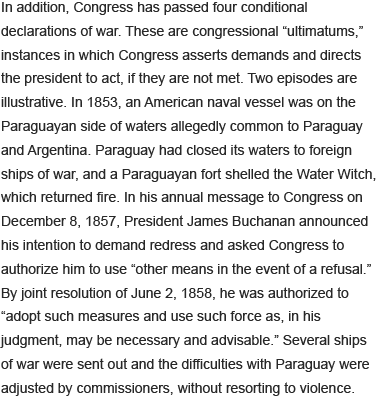 In addition, Congress has passed four conditional
declarations of war. These are congressional “ultimatums,”
instances in which Congress asserts demands and directs
the president to act, if they are not met. Two episodes are
illustrative. In 1853, an American naval vessel was on the
Paraguayan side of waters allegedly common to Paraguay
and Argentina. Paraguay had closed its waters to foreign
ships of war, and a Paraguayan fort shelled the Water Witch,
which returned fire. In his annual message to Congress on
December 8, 1857, President James Buchanan announced
his intention to demand redress and asked Congress to
authorize him to use “other means in the event of a refusal.”
By joint resolution of June 2, 1858, he was authorized to
“adopt such measures and use such force as, in his
judgment, may be necessary and advisable.” Several ships
of war were sent out and the difficulties with Paraguay were
adjusted by commissioners, without resorting to violence.